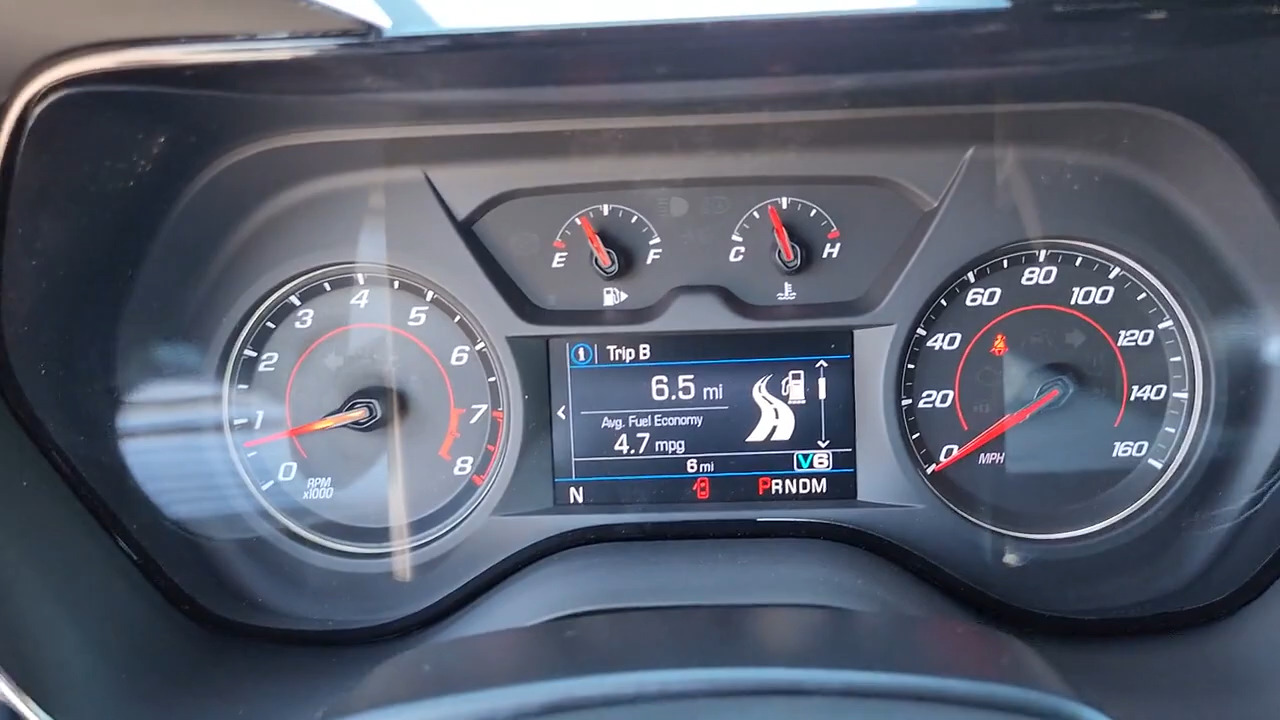 E F
C H
0 1 2 3 4 5 6 7 8
RPM
x1000
i Trip B
6.5 mi
Avg. Fuel Economy
4.7 mpg
6 mi V6
N PRNDM
0 20 40 60 80 100 120 140 160
MPH